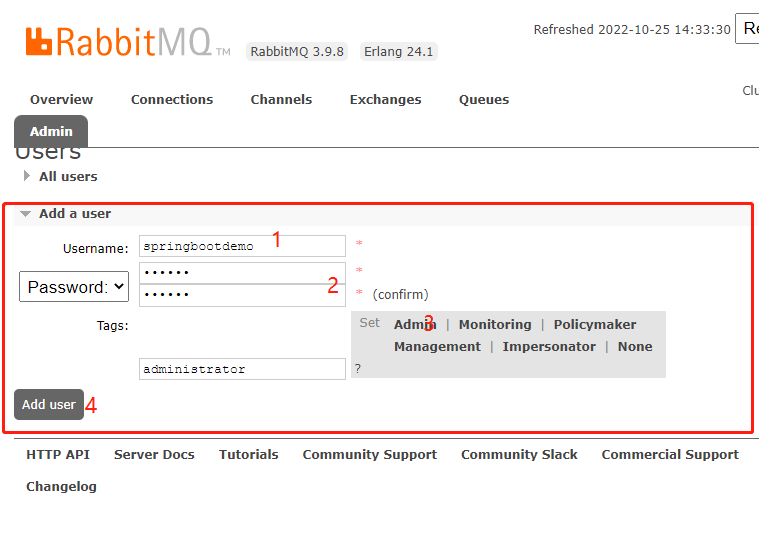 Refreshed 2022-10-25 14:33:30 Re
RabbitMQ TM RabbitMQ 3.9.8 Erlang 24.1
Clu
Overview Connections Channels Exchanges Queues
Admin
Users
All users
Add a user
Username: springbootdemo 1 *
Password: •••••• *
•••••• 2 * (confirm)
Tags: Set Admin 3 | Monitoring | Policymaker
Management | Impersonator | None
administrator ?
Add user 4
HTTP API Server Docs Tutorials Community Support Community Slack Commercial Support
Changelog